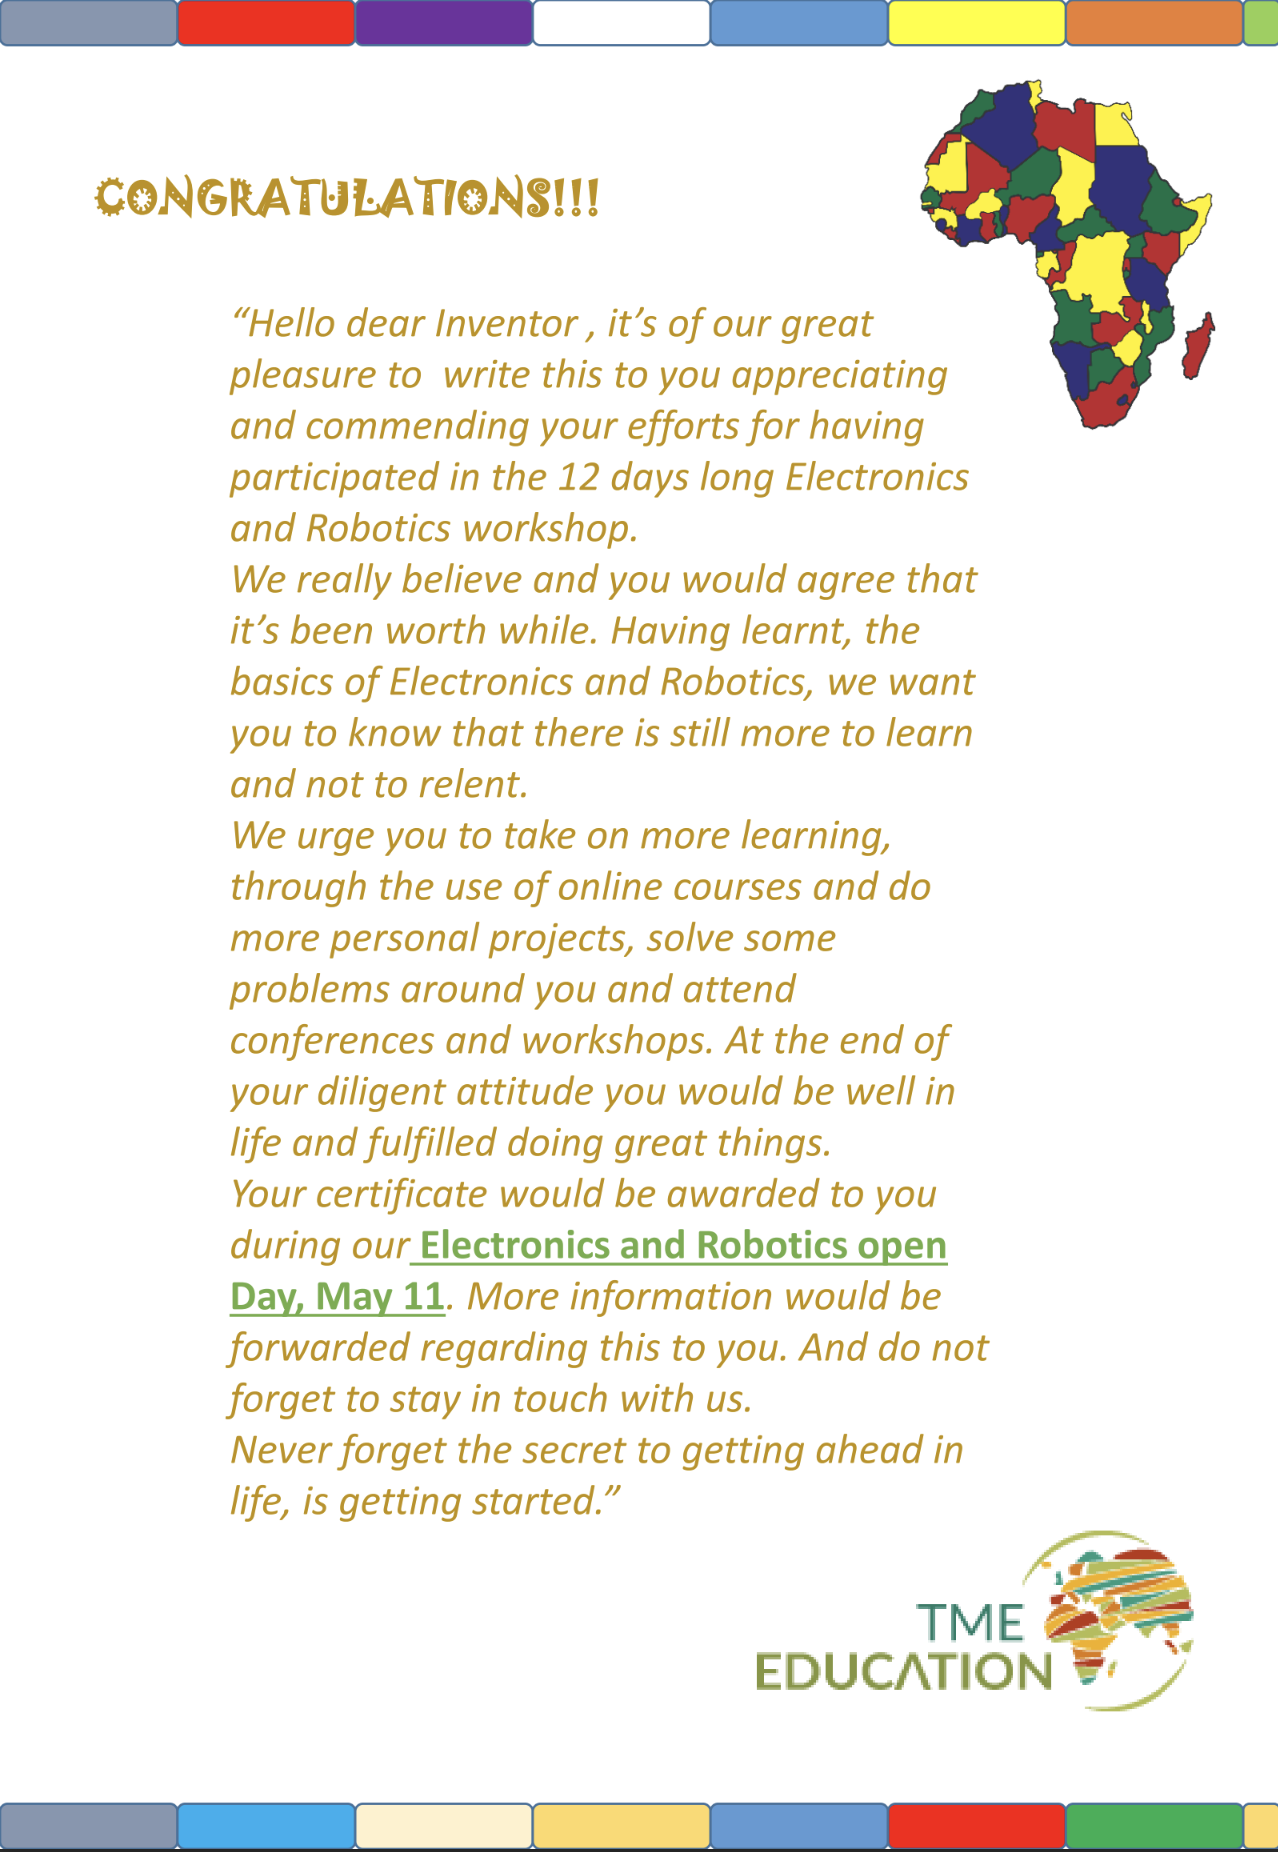 CONGRATULATIONS!!!
“Hello dear Inventor , it’s of our great
pleasure to  write this to you appreciating
and commending your efforts for having
participated in the 12 days long Electronics
and Robotics workshop.
We really believe and you would agree that
it’s been worth while. Having learnt, the
basics of Electronics and Robotics, we want
you to know that there is still more to learn
and not to relent.
We urge you to take on more learning,
through the use of online courses and do
more personal projects, solve some
problems around you and attend
conferences and workshops. At the end of
your diligent attitude you would be well in
life and fulfilled doing great things.
Your certificate would be awarded to you
during our Electronics and Robotics open
Day, May 11. More information would be
forwarded regarding this to you. And do not
forget to stay in touch with us.
Never forget the secret to getting ahead in
life, is getting started.”
TME
EDUCATION